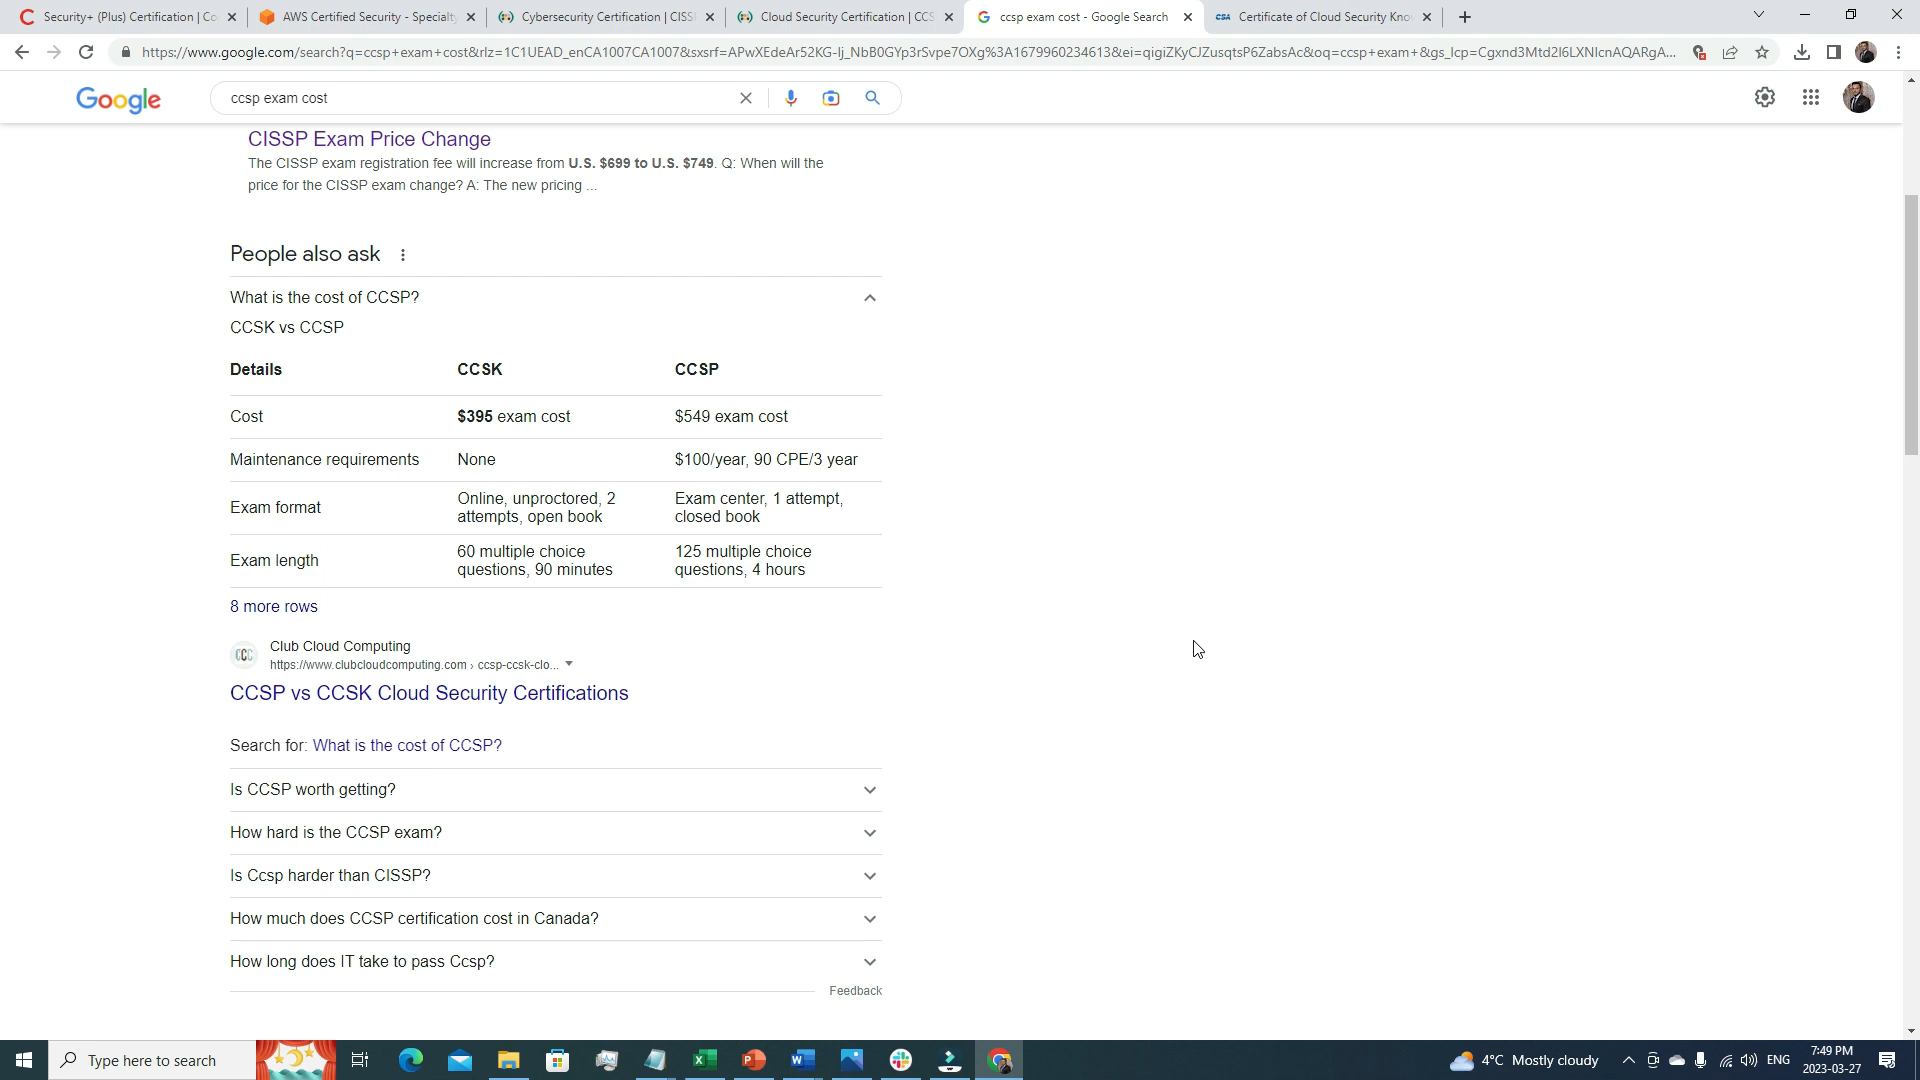 Security+ (Plus) Certification | Co
AWS Certified Security - Specialty
Cybersecurity Certification | CISS
Cloud Security Certification | CCS
ccsp exam cost - Google Search
CSA Certificate of Cloud Security Kno
https://www.google.com/search?q=ccsp+exam+cost&rlz=1C1UEAD_enCA1007CA1007&sxsrf=APwXEdeAr52KG-Ij_NbB0GYp3rSvpe7OXg%3A1679960234613&ei=qigiZKyCJZusqtsP6ZabsAc&oq=ccsp+exam+&gs_lcp=Cgxnd3Mtd2l6LXNlcnAQARgA...
Google
ccsp exam cost
CISSP Exam Price Change
The CISSP exam registration fee will increase from U.S. $699 to U.S. $749. Q: When will the
price for the CISSP exam change? A: The new pricing ...
People also ask
What is the cost of CCSP?
CCSK vs CCSP
Details CCSK CCSP
Cost $395 exam cost $549 exam cost
Maintenance requirements None $100/year, 90 CPE/3 year
Exam format Online, unproctored, 2 attempts, open book Exam center, 1 attempt, closed book
Exam length 60 multiple choice questions, 90 minutes 125 multiple choice questions, 4 hours
8 more rows
CCC
Club Cloud Computing
https://www.clubcloudcomputing.com › ccsp-ccsk-clo...
CCSP vs CCSK Cloud Security Certifications
Search for: What is the cost of CCSP?
Is CCSP worth getting?
How hard is the CCSP exam?
Is Ccsp harder than CISSP?
How much does CCSP certification cost in Canada?
How long does IT take to pass Ccsp?
Feedback
Type here to search
4°C Mostly cloudy
ENG
7:49 PM
2023-03-27